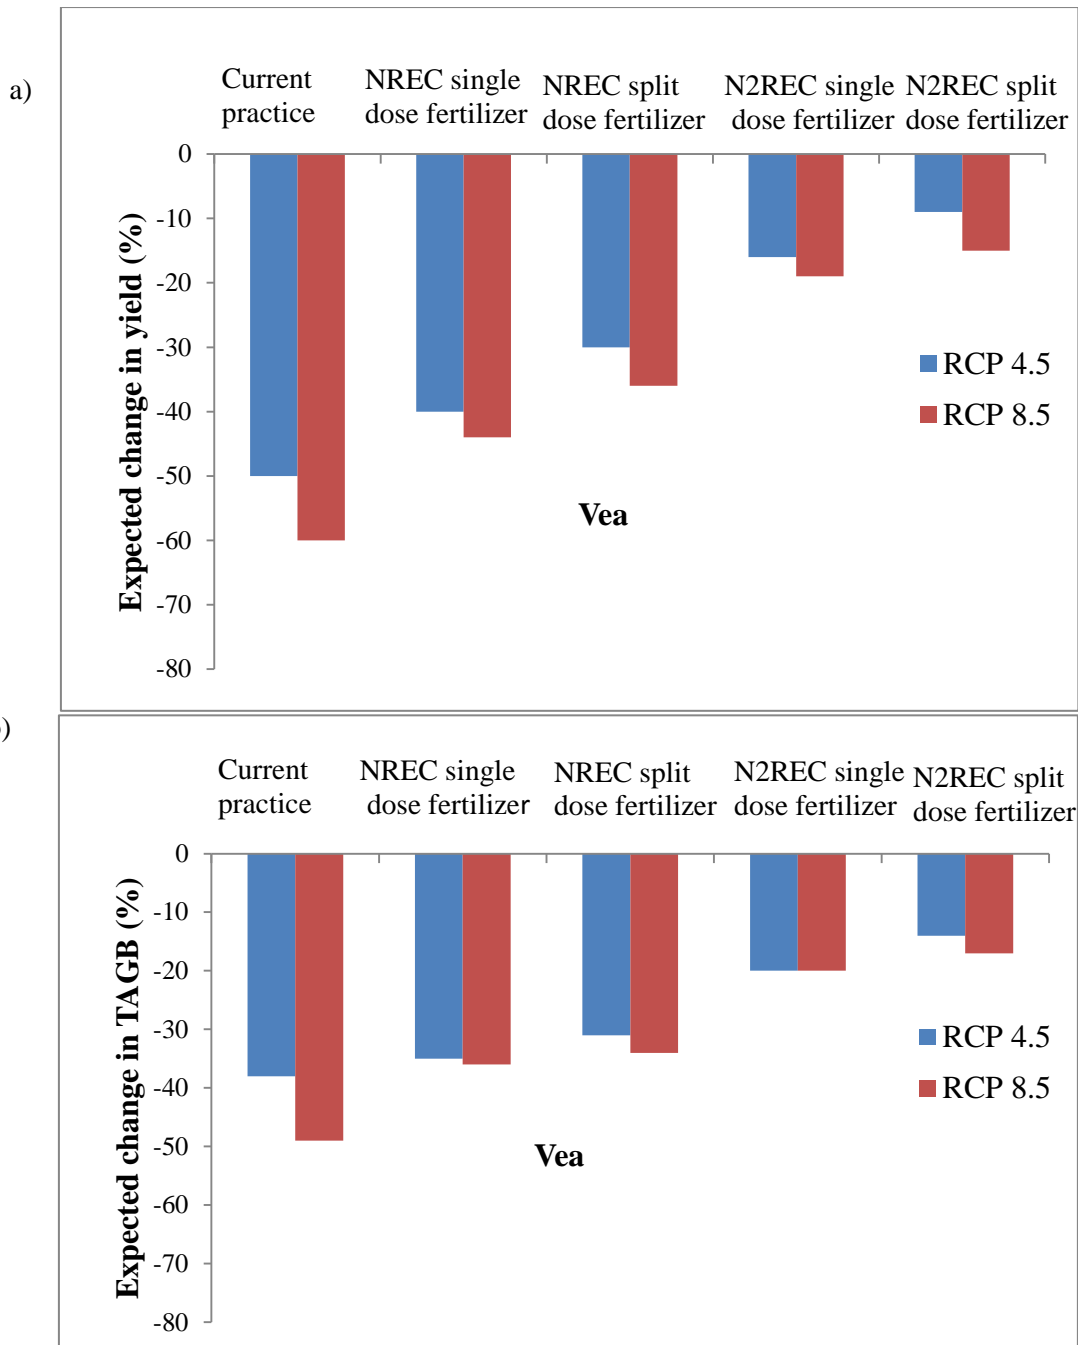 a)
Current
practice
NREC single
dose fertilizer
NREC split
dose fertilizer
N2REC single
dose fertilizer
N2REC split
dose fertilizer
Expected change in yield (%)
0
-10
-20
-30
-40
-50
-60
-70
-80
RCP 4.5
RCP 8.5
Vea
Current
practice
NREC single
dose fertilizer
NREC split
dose fertilizer
N2REC single
dose fertilizer
N2REC split
dose fertilizer
Expected change in TAGB (%)
0
-10
-20
-30
-40
-50
-60
-70
-80
RCP 4.5
RCP 8.5
Vea